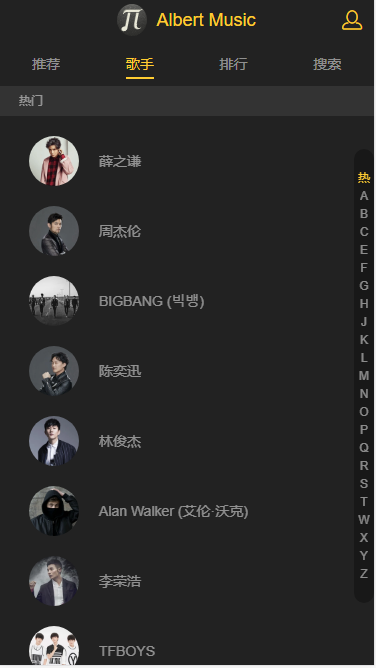 Albert Music
推荐 歌手 排行 搜索
热门
薛之谦
周杰伦
BIGBANG (빅뱅)
陈奕迅
林俊杰
Alan Walker (艾伦·沃克)
李荣浩
TFBOYS
热
A
B
C
E
F
G
H
J
K
L
M
N
O
P
Q
R
S
T
W
X
Y
Z